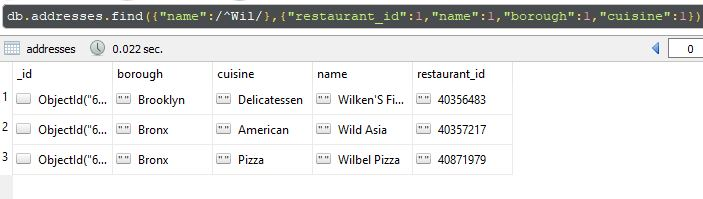 db.addresses.find({"name":/^Wil/},{"restaurant_id":1,"name":1,"borough":1,"cuisine":1})
addresses 0.022 sec. 0
_id borough cuisine name restaurant_id
1 ObjectId("6... "" Brooklyn "" Delicatessen "" Wilken'S Fi... "" 40356483
2 ObjectId("6... "" Bronx "" American "" Wild Asia "" 40357217
3 ObjectId("6... "" Bronx "" Pizza "" Wilbel Pizza "" 40871979